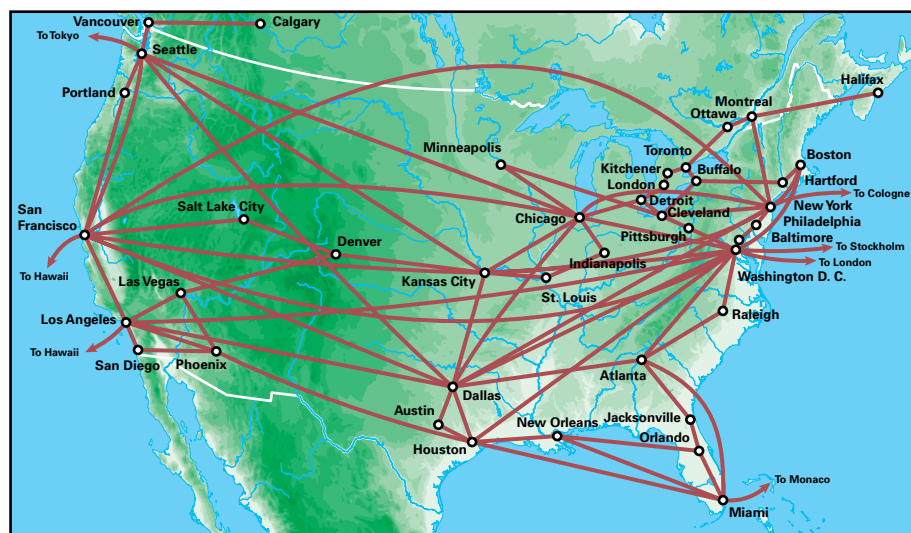 Vancouver
Calgary
To Tokyo
Seattle
Portland
Halifax
Montreal
Ottawa
Minneapolis
Toronto
Boston
Kitchener
Buffalo
London
Hartford
To Cologne
San
Francisco
Salt Lake City
Chicago
Detroit
New York
Cleveland
Philadelphia
Pittsburgh
Baltimore
To Stockholm
Denver
To Hawaii
Kansas City
Indianapolis
To London
Washington D. C.
Las Vegas
St. Louis
Los Angeles
Raleigh
To Hawaii
San Diego
Phoenix
Atlanta
Dallas
Austin
New Orleans
Jacksonville
Houston
Orlando
To Monaco
Miami